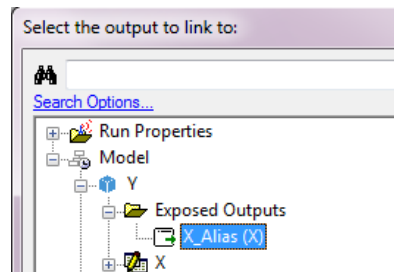 Select the output to link to:
Search Options...
Run Properties
Model
Y
Exposed Outputs
X_Alias (X)
X